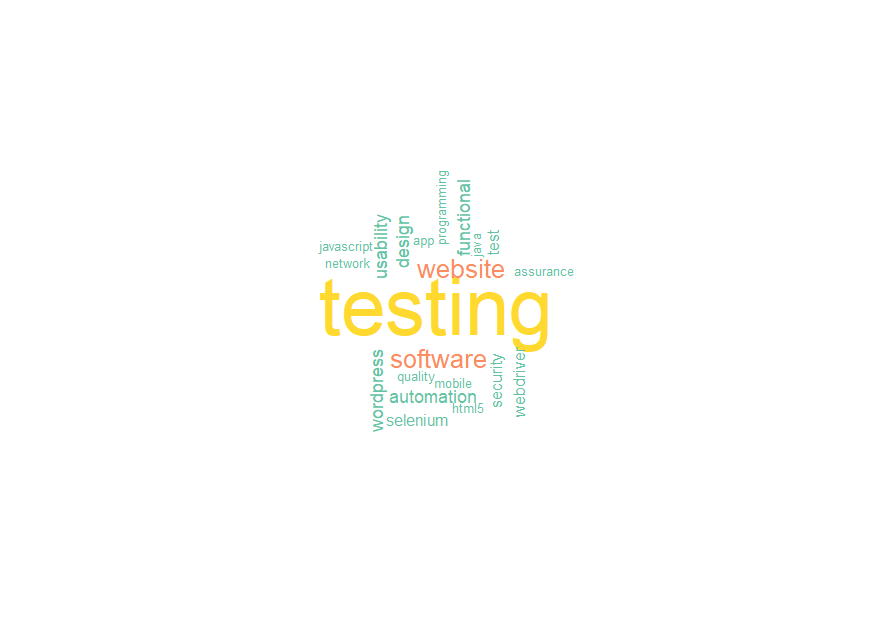 programming
functional
usability
design
app
java
test
javascript
network
website
assurance
testing
software
wordpress
quality
mobile
security
webdriver
automation
html5
selenium